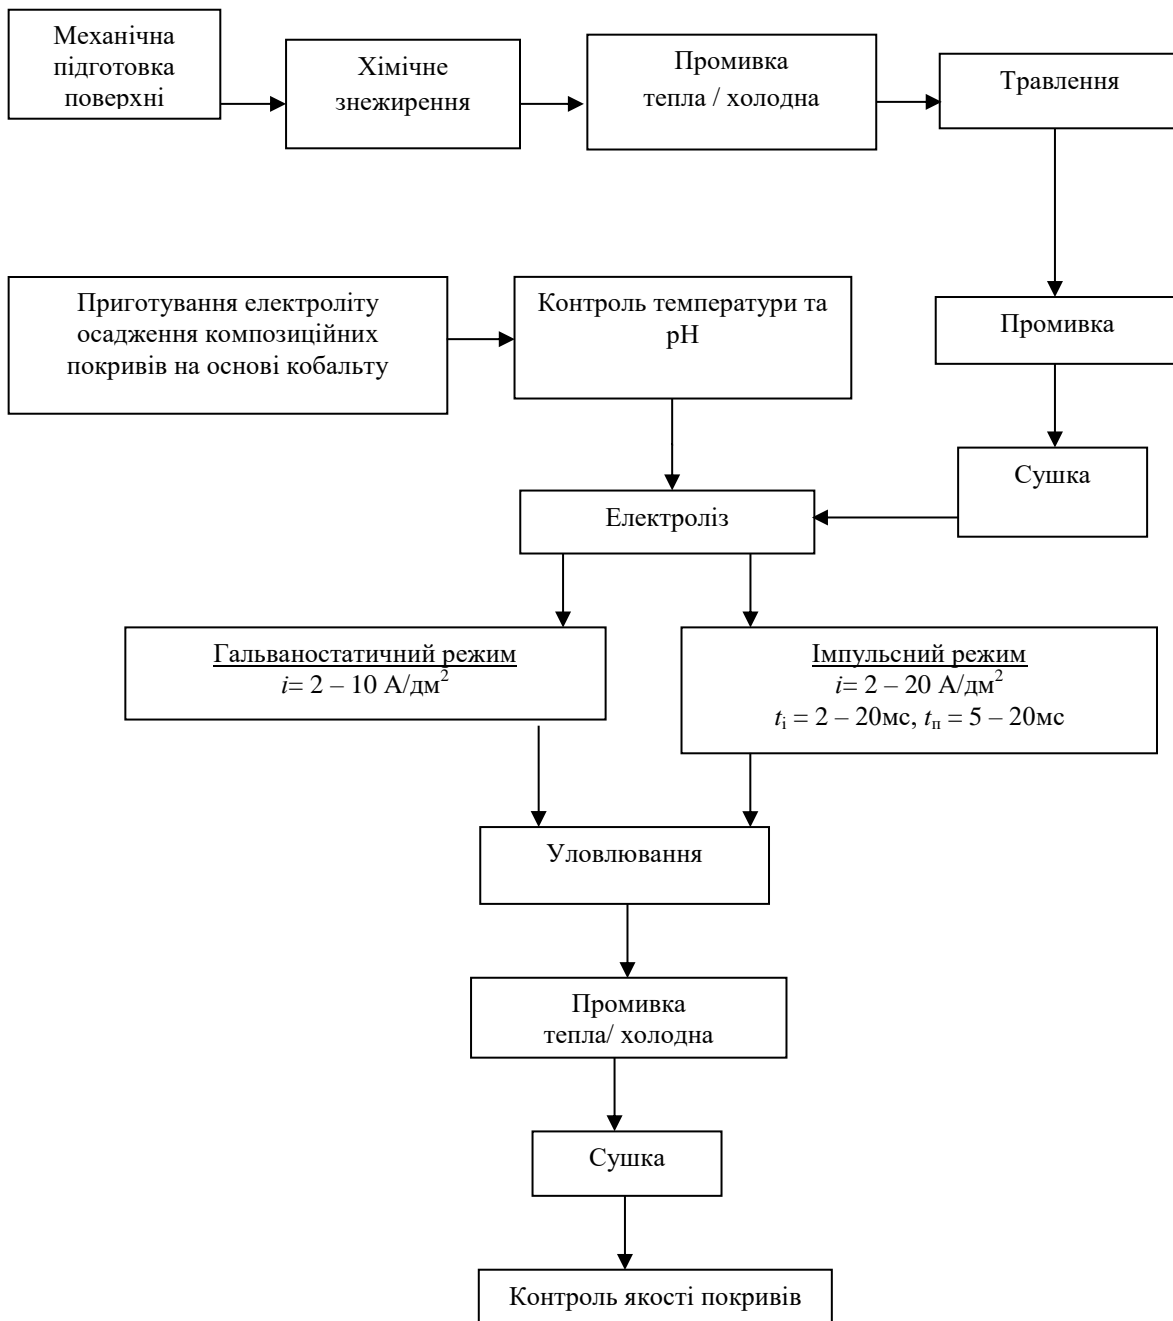 Механічна
підготовка
поверхні
Хімічне
знежирення
Промивка
тепла / холодна
Травлення
Приготування електроліту
осадження композиційних
покривів на основі кобальту
Контроль температури та
рН
Промивка
Сушка
Електроліз
Гальваностатичний режим
i= 2 – 10 А/дм²
Імпульсний режим
i= 2 – 20 А/дм²
tі = 2 – 20мс, tп = 5 – 20мс
Уловлювання
Промивка
тепла/ холодна
Сушка
Контроль якості покривів